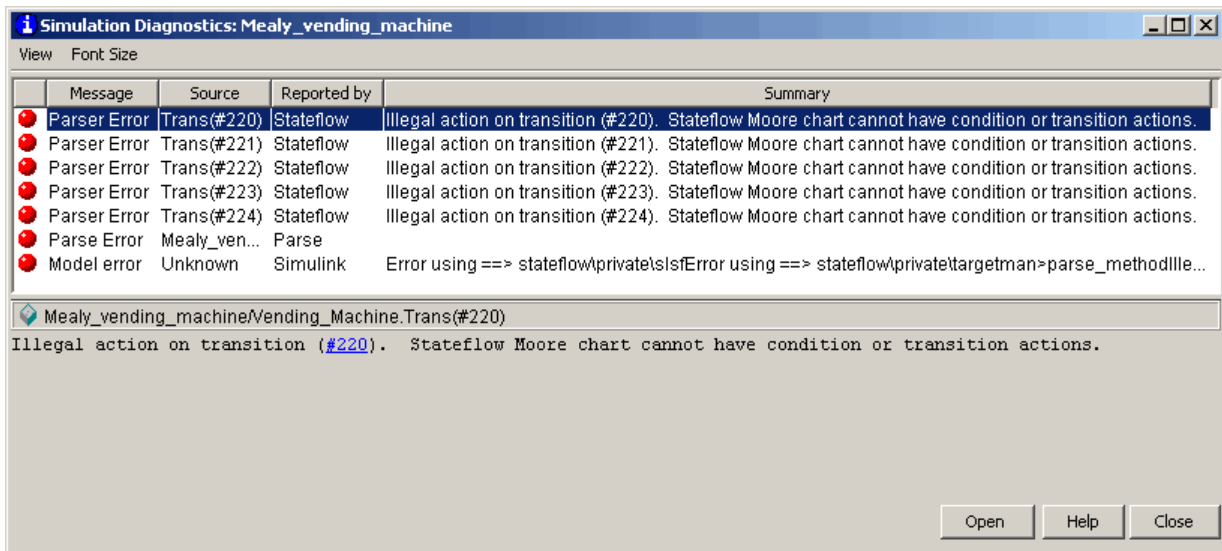 Simulation Diagnostics: Mealy_vending_machine
View Font Size
Message Source Reported by Summary
Parser Error Trans(#220) Stateflow Illegal action on transition (#220). Stateflow Moore chart cannot have condition or transition actions.
Parser Error Trans(#221) Stateflow Illegal action on transition (#221). Stateflow Moore chart cannot have condition or transition actions.
Parser Error Trans(#222) Stateflow Illegal action on transition (#222). Stateflow Moore chart cannot have condition or transition actions.
Parser Error Trans(#223) Stateflow Illegal action on transition (#223). Stateflow Moore chart cannot have condition or transition actions.
Parser Error Trans(#224) Stateflow Illegal action on transition (#224). Stateflow Moore chart cannot have condition or transition actions.
Parse Error Mealy_ven... Parse
Model error Unknown Simulink Error using ==> stateflow\private\slsfError using ==> stateflow\private\targetman>parse_methodIlle...
Mealy_vending_machine/Vending_Machine.Trans(#220)
Illegal action on transition (#220). Stateflow Moore chart cannot have condition or transition actions.
Open Help Close